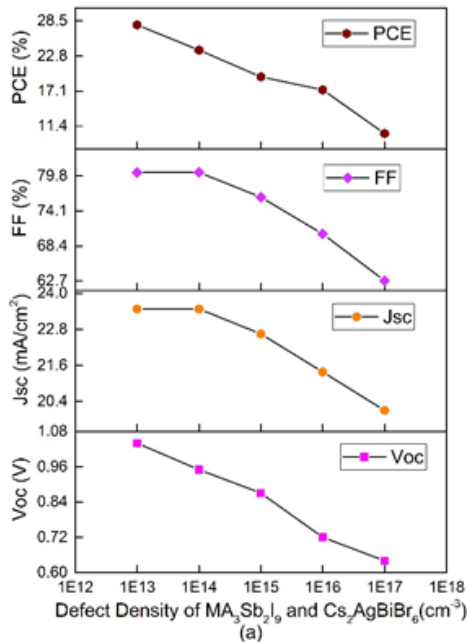 28.5
22.8
17.1
11.4
PCE (%)
PCE
79.8
74.1
68.4
62.7
FF (%)
FF
24.0
22.8
21.6
20.4
Jsc (mA/cm²)
Jsc
1.08
0.96
0.84
0.72
0.60
Voc (V)
Voc
1E12 1E13 1E14 1E15 1E16 1E17 1E18
Defect Density of MA₃Sb₂I₉ and Cs₂AgBiBr₆(cm⁻³)
(a)